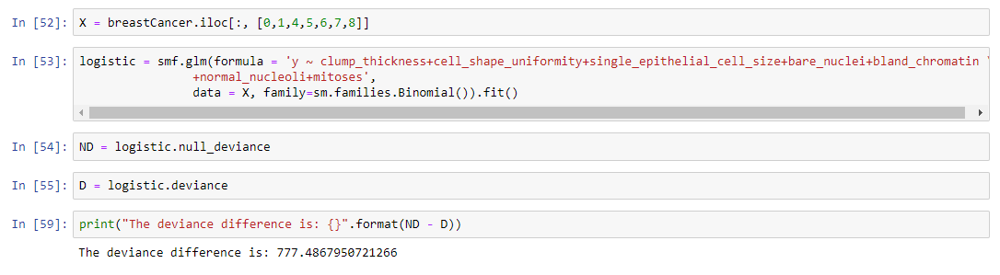 In [52]: X = breastCancer.iloc[:, [0,1,4,5,6,7,8]]
In [53]: logistic = smf.glm(formula = 'y ~ clump_thickness+cell_shape_uniformity+single_epithelial_cell_size+bare_nuclei+bland_chromatin
+normal_nucleoli+mitoses',
data = X, family=sm.families.Binomial()).fit()
In [54]: ND = logistic.null_deviance
In [55]: D = logistic.deviance
In [59]: print("The deviance difference is: {}".format(ND - D))
The deviance difference is: 777.4867950721266